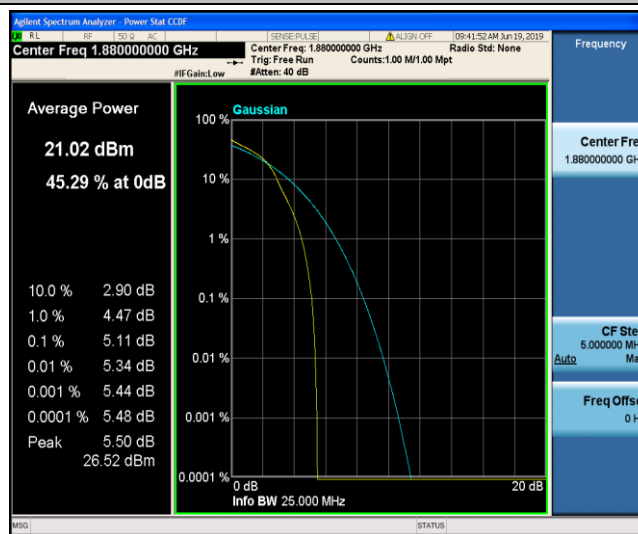 Agilent Spectrum Analyzer - Power Stat CCDF
RL RF 50 Ω AC SENSE:PULSE ALIGN OFF 09:41:52 AM Jun 19, 2019
Center Freq 1.880000000 GHz
Center Freq: 1.880000000 GHz Radio Std: None
Trig: Free Run Counts:1.00 M/1.00 Mpt
#IFGain:Low #Atten: 40 dB
Frequency
Average Power
21.02 dBm
45.29 % at 0dB
10.0 % 2.90 dB
1.0 % 4.47 dB
0.1 % 5.11 dB
0.01 % 5.34 dB
0.001 % 5.44 dB
0.0001 % 5.48 dB
Peak 5.50 dB
26.52 dBm
Gaussian
100 %
10 %
1 %
0.1 %
0.01 %
0.001 %
0.0001 %
0 dB 20 dB
Info BW 25.000 MHz
Center Fre
1.880000000 GH
CF Ste
5.000000 MH
Auto Ma
Freq Offse
0 H
MSG STATUS